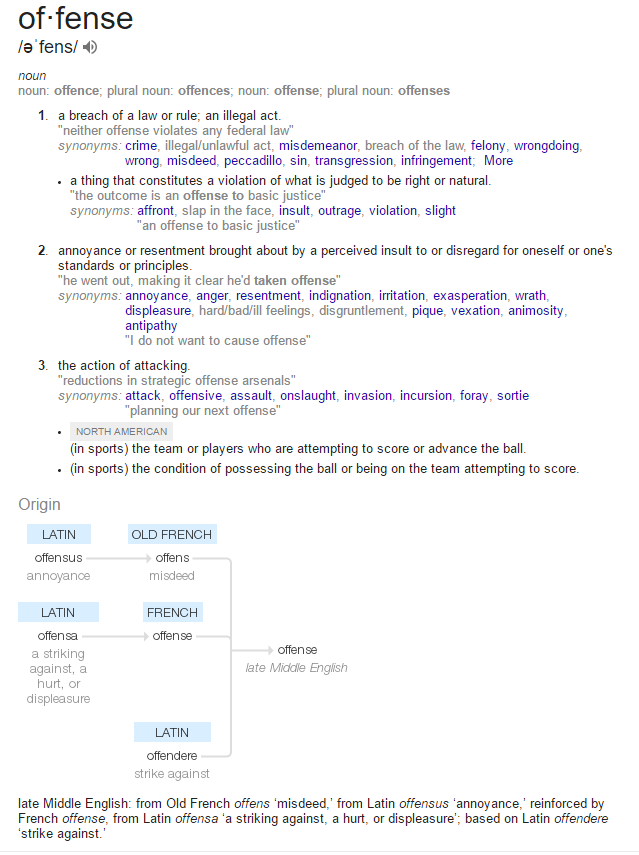 of·fense
/əˈfens/
noun
noun: offence; plural noun: offences; noun: offense; plural noun: offenses
1. a breach of a law or rule; an illegal act.
"neither offense violates any federal law"
synonyms: crime, illegal/unlawful act, misdemeanor, breach of the law, felony, wrongdoing,
wrong, misdeed, peccadillo, sin, transgression, infringement; More
• a thing that constitutes a violation of what is judged to be right or natural.
"the outcome is an offense to basic justice"
synonyms: affront, slap in the face, insult, outrage, violation, slight
"an offense to basic justice"
2. annoyance or resentment brought about by a perceived insult to or disregard for oneself or one's
standards or principles.
"he went out, making it clear he'd taken offense"
synonyms: annoyance, anger, resentment, indignation, irritation, exasperation, wrath,
displeasure, hard/bad/ill feelings, disgruntlement, pique, vexation, animosity,
antipathy
"I do not want to cause offense"
3. the action of attacking.
"reductions in strategic offense arsenals"
synonyms: attack, offensive, assault, onslaught, invasion, incursion, foray, sortie
"planning our next offense"
• NORTH AMERICAN
(in sports) the team or players who are attempting to score or advance the ball.
• (in sports) the condition of possessing the ball or being on the team attempting to score.
Origin
LATIN OLD FRENCH
offensus offens
annoyance misdeed
LATIN FRENCH
offensa offense
a striking
against, a
hurt, or
displeasure
offense
late Middle English
LATIN
offendere
strike against
late Middle English: from Old French offens ‘misdeed,’ from Latin offensus ‘annoyance,’ reinforced by
French offense, from Latin offensa ‘a striking against, a hurt, or displeasure’; based on Latin offendere
‘strike against.’